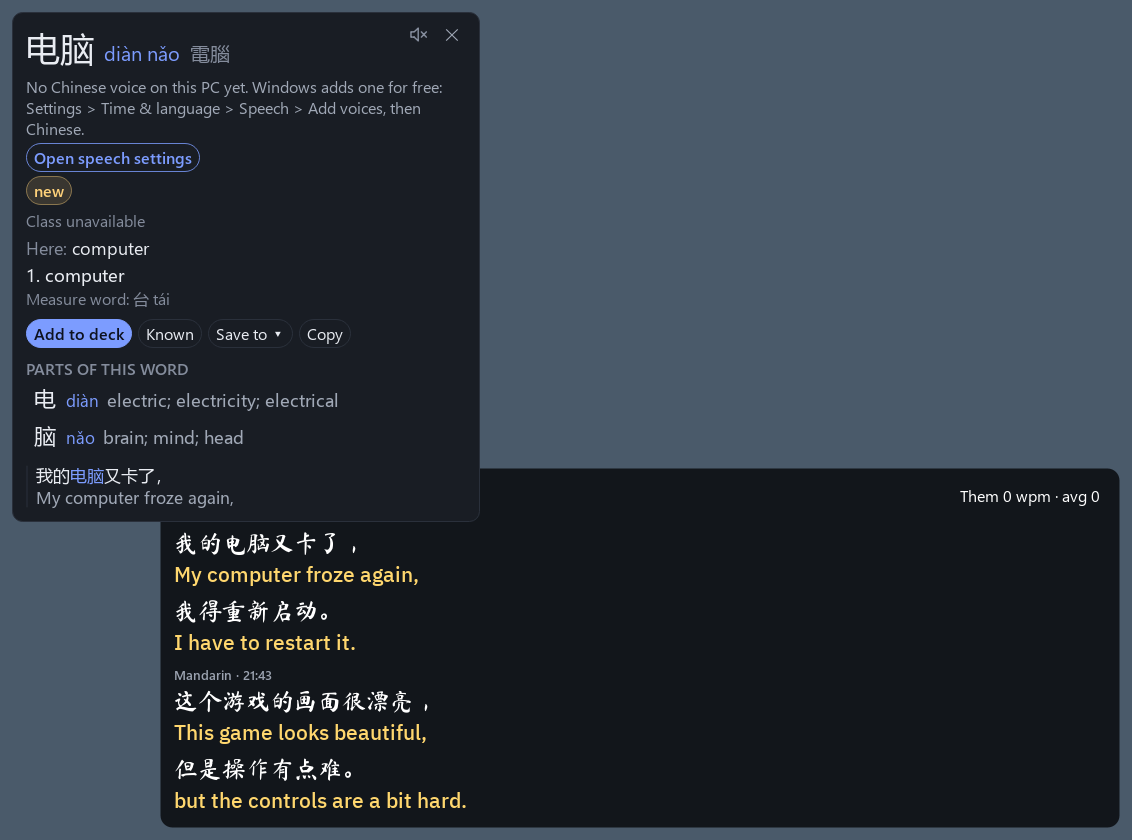 电脑 diàn nǎo 電腦
No Chinese voice on this PC yet. Windows adds one for free:
Settings > Time & language > Speech > Add voices, then
Chinese.
Open speech settings
new
Class unavailable
Here: computer
1. computer
Measure word: 台 tái
Add to deck Known Save to ▾ Copy
PARTS OF THIS WORD
电 diàn electric; electricity; electrical
脑 nǎo brain; mind; head
我的电脑又卡了，
My computer froze again,
Them 0 wpm · avg 0
我的电脑又卡了，
My computer froze again,
我得重新启动。
I have to restart it.
Mandarin · 21:43
这个游戏的画面很漂亮，
This game looks beautiful,
但是操作有点难。
but the controls are a bit hard.